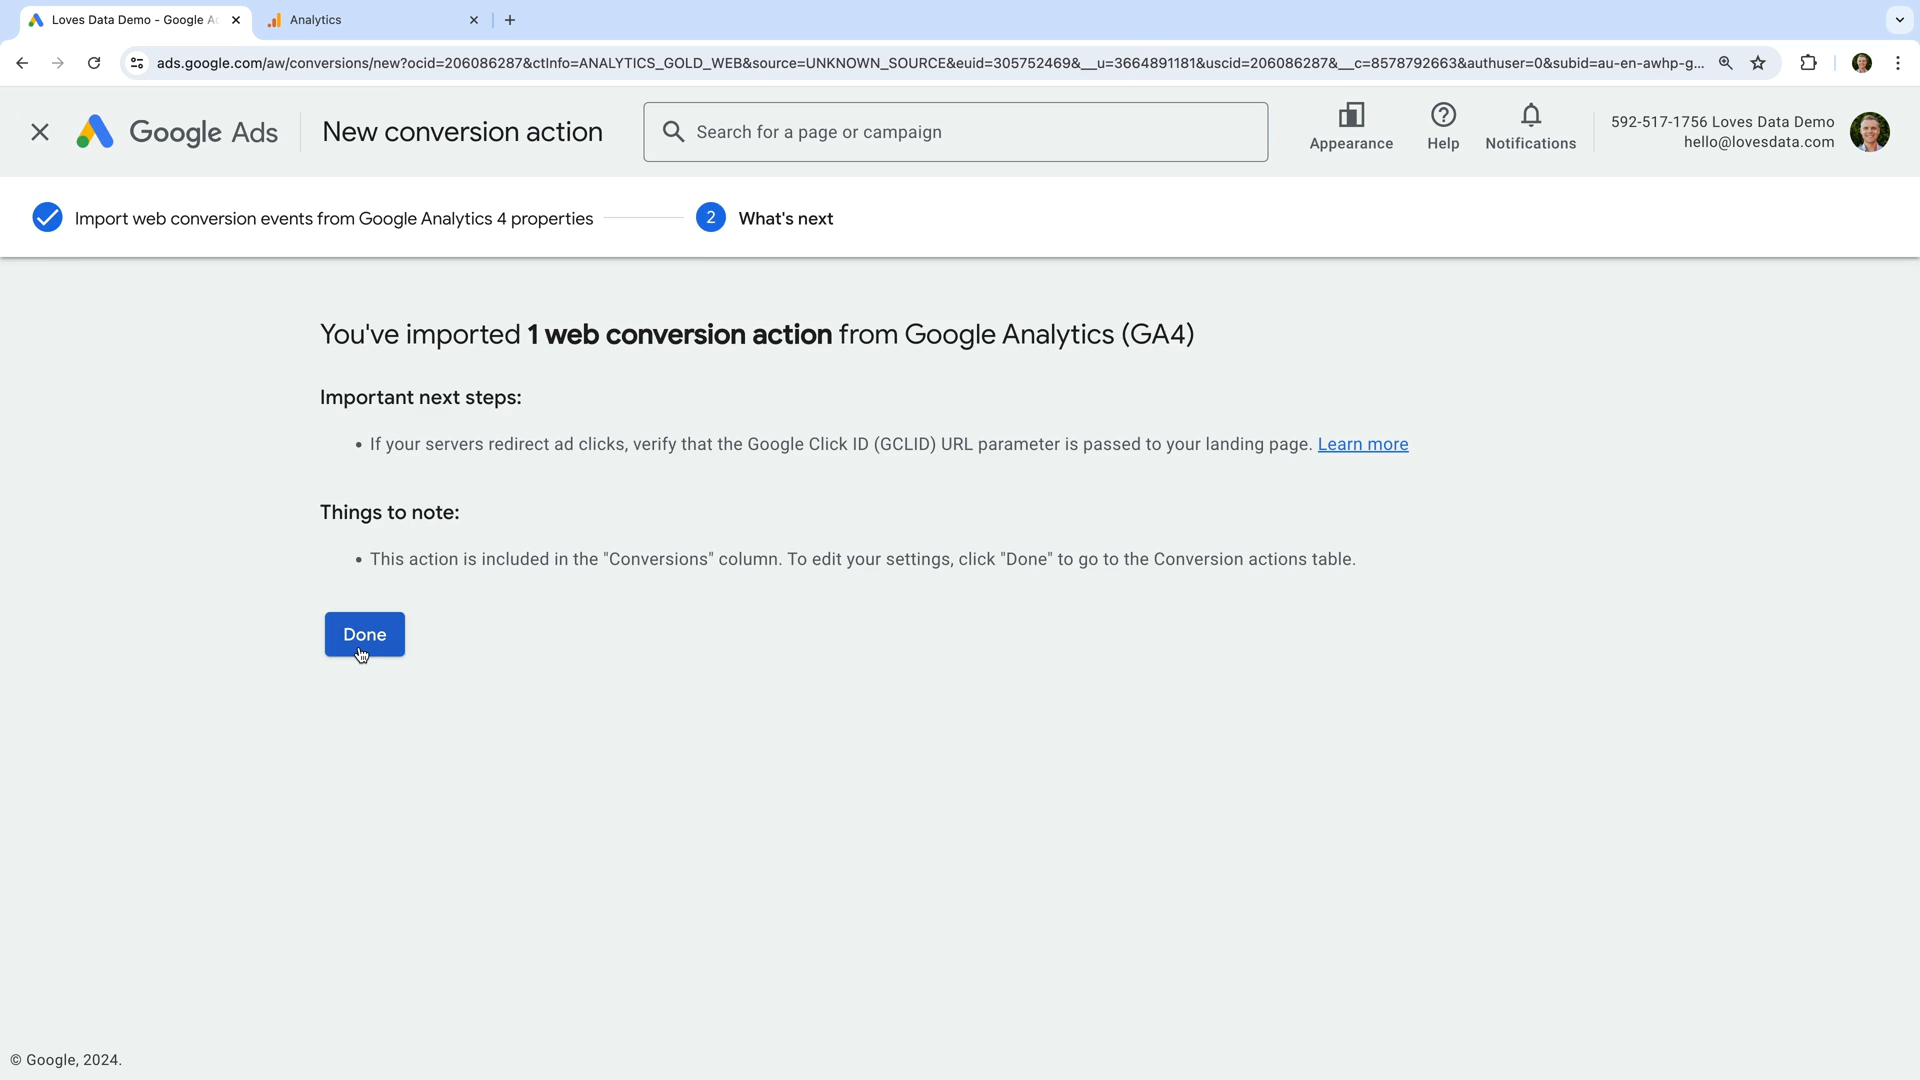 Loves Data Demo - Google A
Analytics
ads.google.com/aw/conversions/new?ocid=206086287&ctInfo=ANALYTICS_GOLD_WEB&source=UNKNOWN_SOURCE&euid=305752469&__u=3664891181&uscid=206086287&__c=8578792663&authuser=0&subid=au-en-awhp-g...
Google Ads
New conversion action
Search for a page or campaign
Appearance
Help
Notifications
592-517-1756 Loves Data Demo
hello@lovesdata.com
Import web conversion events from Google Analytics 4 properties
2 What's next
You've imported 1 web conversion action from Google Analytics (GA4)
Important next steps:
• If your servers redirect ad clicks, verify that the Google Click ID (GCLID) URL parameter is passed to your landing page. Learn more
Things to note:
• This action is included in the "Conversions" column. To edit your settings, click "Done" to go to the Conversion actions table.
Done
© Google, 2024.